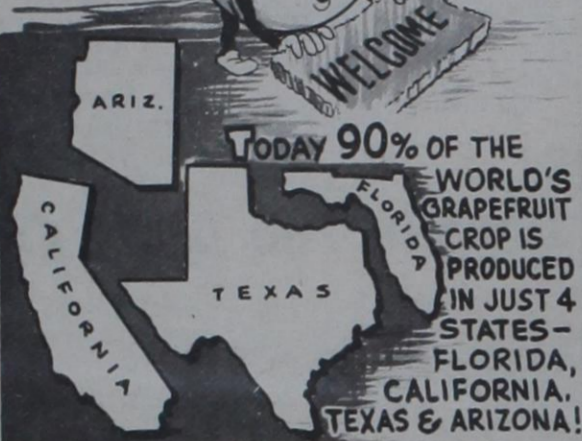 WELCOME
ARIZ.
TODAY 90% OF THE
WORLD'S
GRAPEFRUIT
CROP IS
PRODUCED
IN JUST 4
STATES-
FLORIDA,
CALIFORNIA,
TEXAS & ARIZONA!
FLORIDA
CALIFORNIA
TEXAS